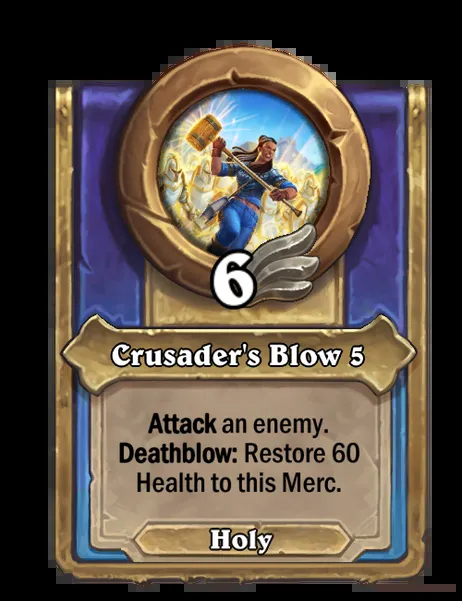 6
Crusader's Blow 5
Attack an enemy.
Deathblow: Restore 60
Health to this Merc.
Holy